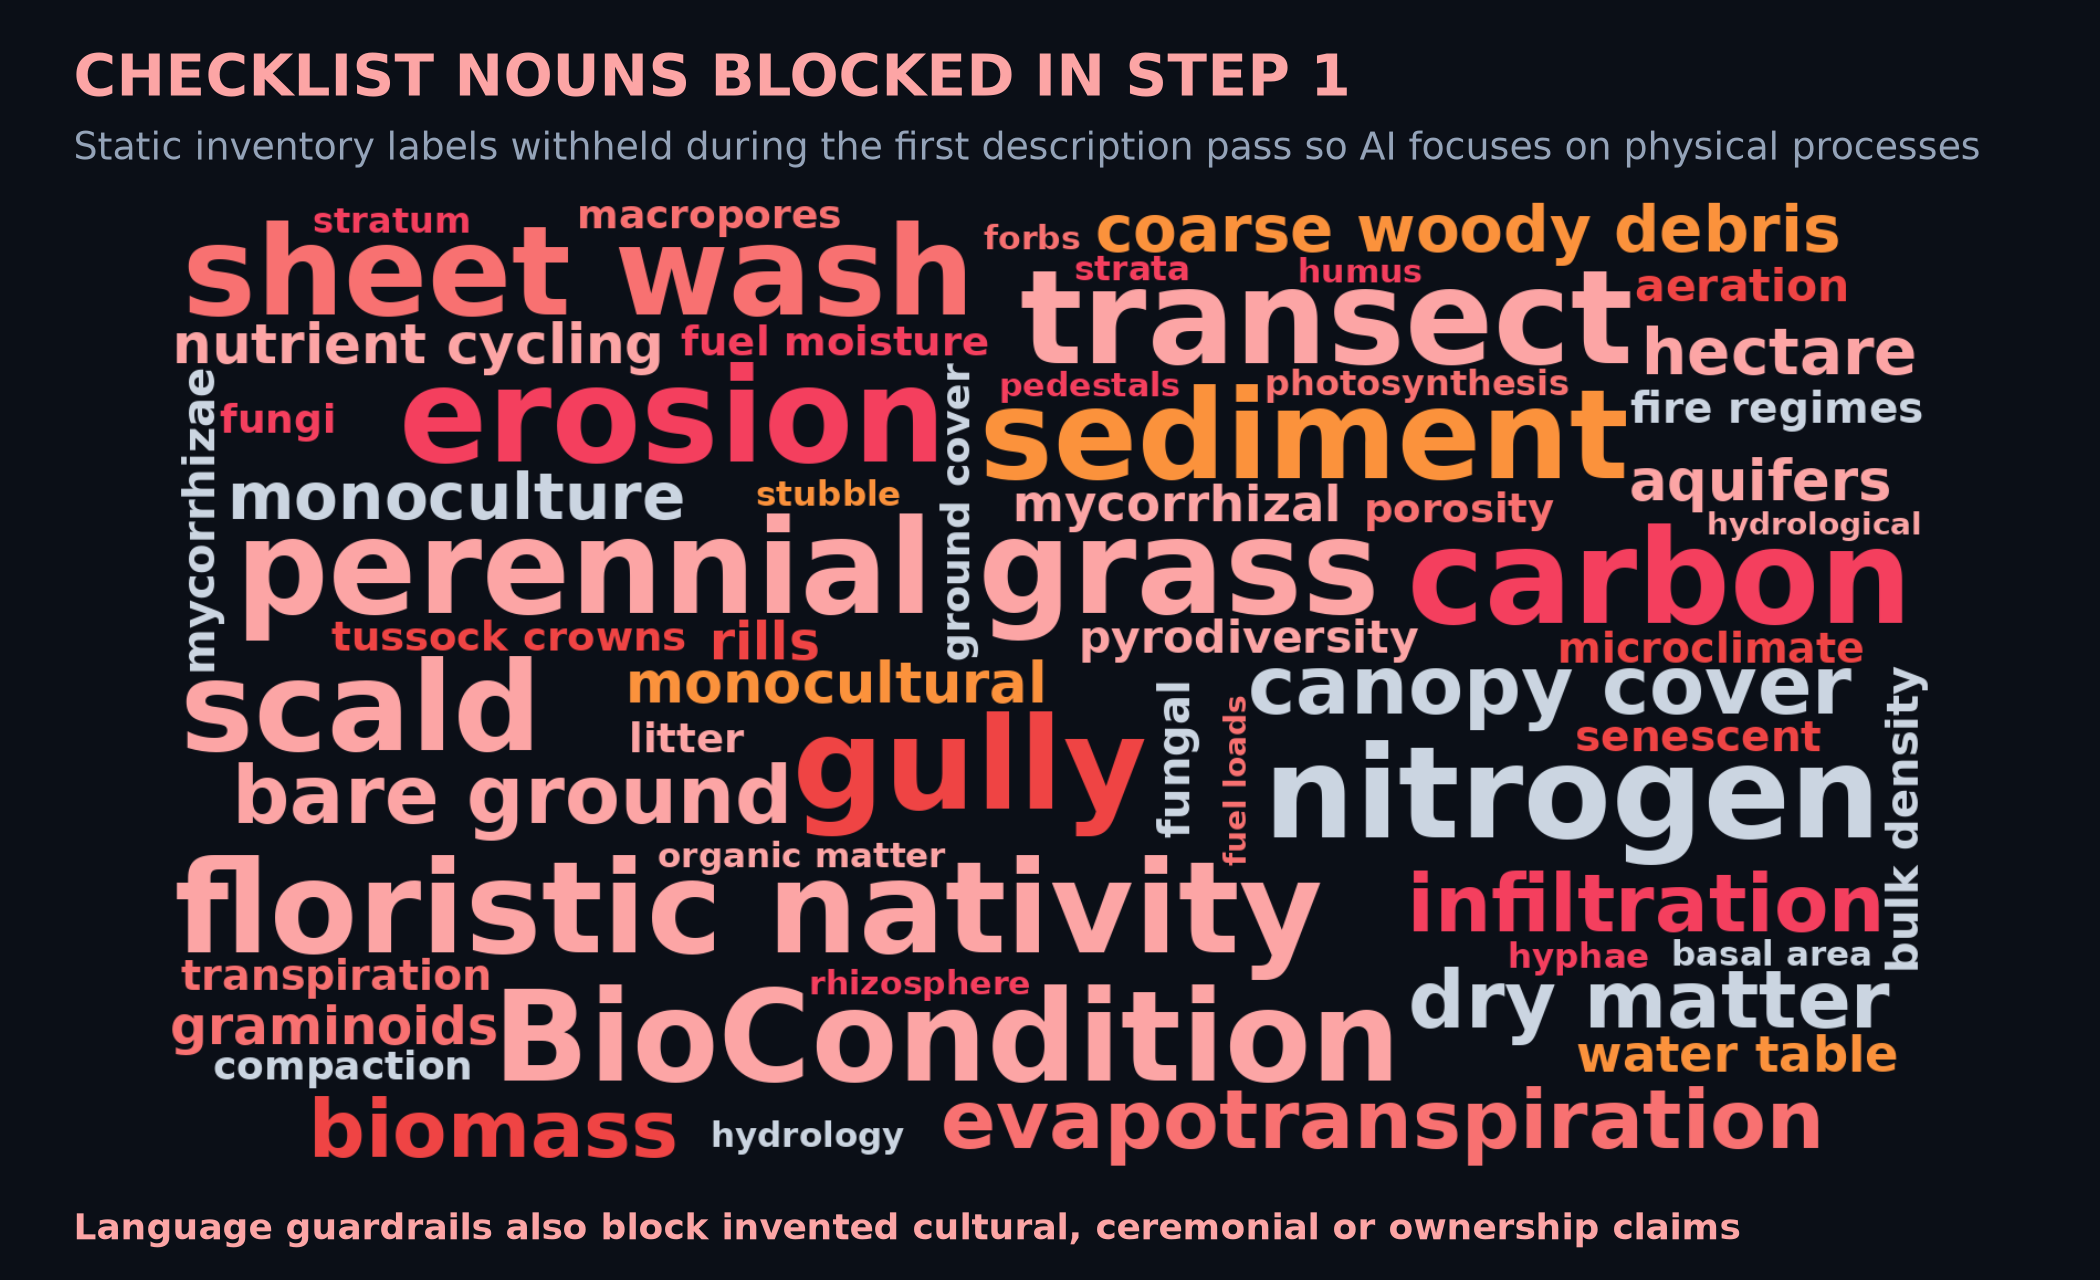 CHECKLIST NOUNS BLOCKED IN STEP 1
Static inventory labels withheld during the first description pass so AI focuses on physical processes
stratum
macropores
sheet wash
forbs
coarse woody debris
strata
humus
transect
aeration
nutrient cycling
fuel moisture
hectare
mycorrhizae
fungi
erosion
ground cover
pedestals
photosynthesis
sediment
fire regimes
monoculture
stubble
mycorrhizal
porosity
aquifers
hydrological
perennial grass
carbon
tussock crowns
rills
pyrodiversity
microclimate
scald
monocultural
canopy cover
litter
gully
fungal
fuel loads
senescent
bulk density
bare ground
nitrogen
organic matter
floristic nativity
infiltration
transpiration
rhizosphere
hyphae
basal area
graminoids
BioCondition
dry matter
compaction
water table
biomass
hydrology
evapotranspiration
Language guardrails also block invented cultural, ceremonial or ownership claims